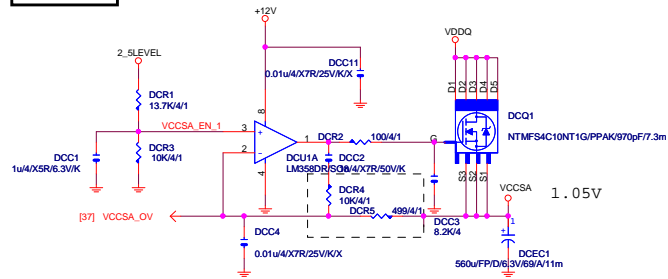 +12V
VDDQ
2_5LEVEL
DCC11
0.01u/4/X7R/25V/K/X
D1
D2
D3
D4
D5
DCR1
13.7K/4/1
DCQ1
NTMFS4C10NT1G/PPAK/970pF/7.3m
VCCSA_EN_1
3
8
+
-
1
2
4
DCR2
100/4/1
G
DCC1
1u/4/X5R/6.3V/K
DCR3
10K/4/1
DCU1A
LM358DR/SO8
DCC2
/4/X7R/50V/K
S3
S2
S1
DCR4
10K/4/1
VCCSA
1.05V
[37]
VCCSA_OV
DCR5
499/4/1
DCC3
8.2K/4
DCC4
0.01u/4/X7R/25V/K/X
+
1
DCEC1
560u/FP/D/6.3V/69/A/11m